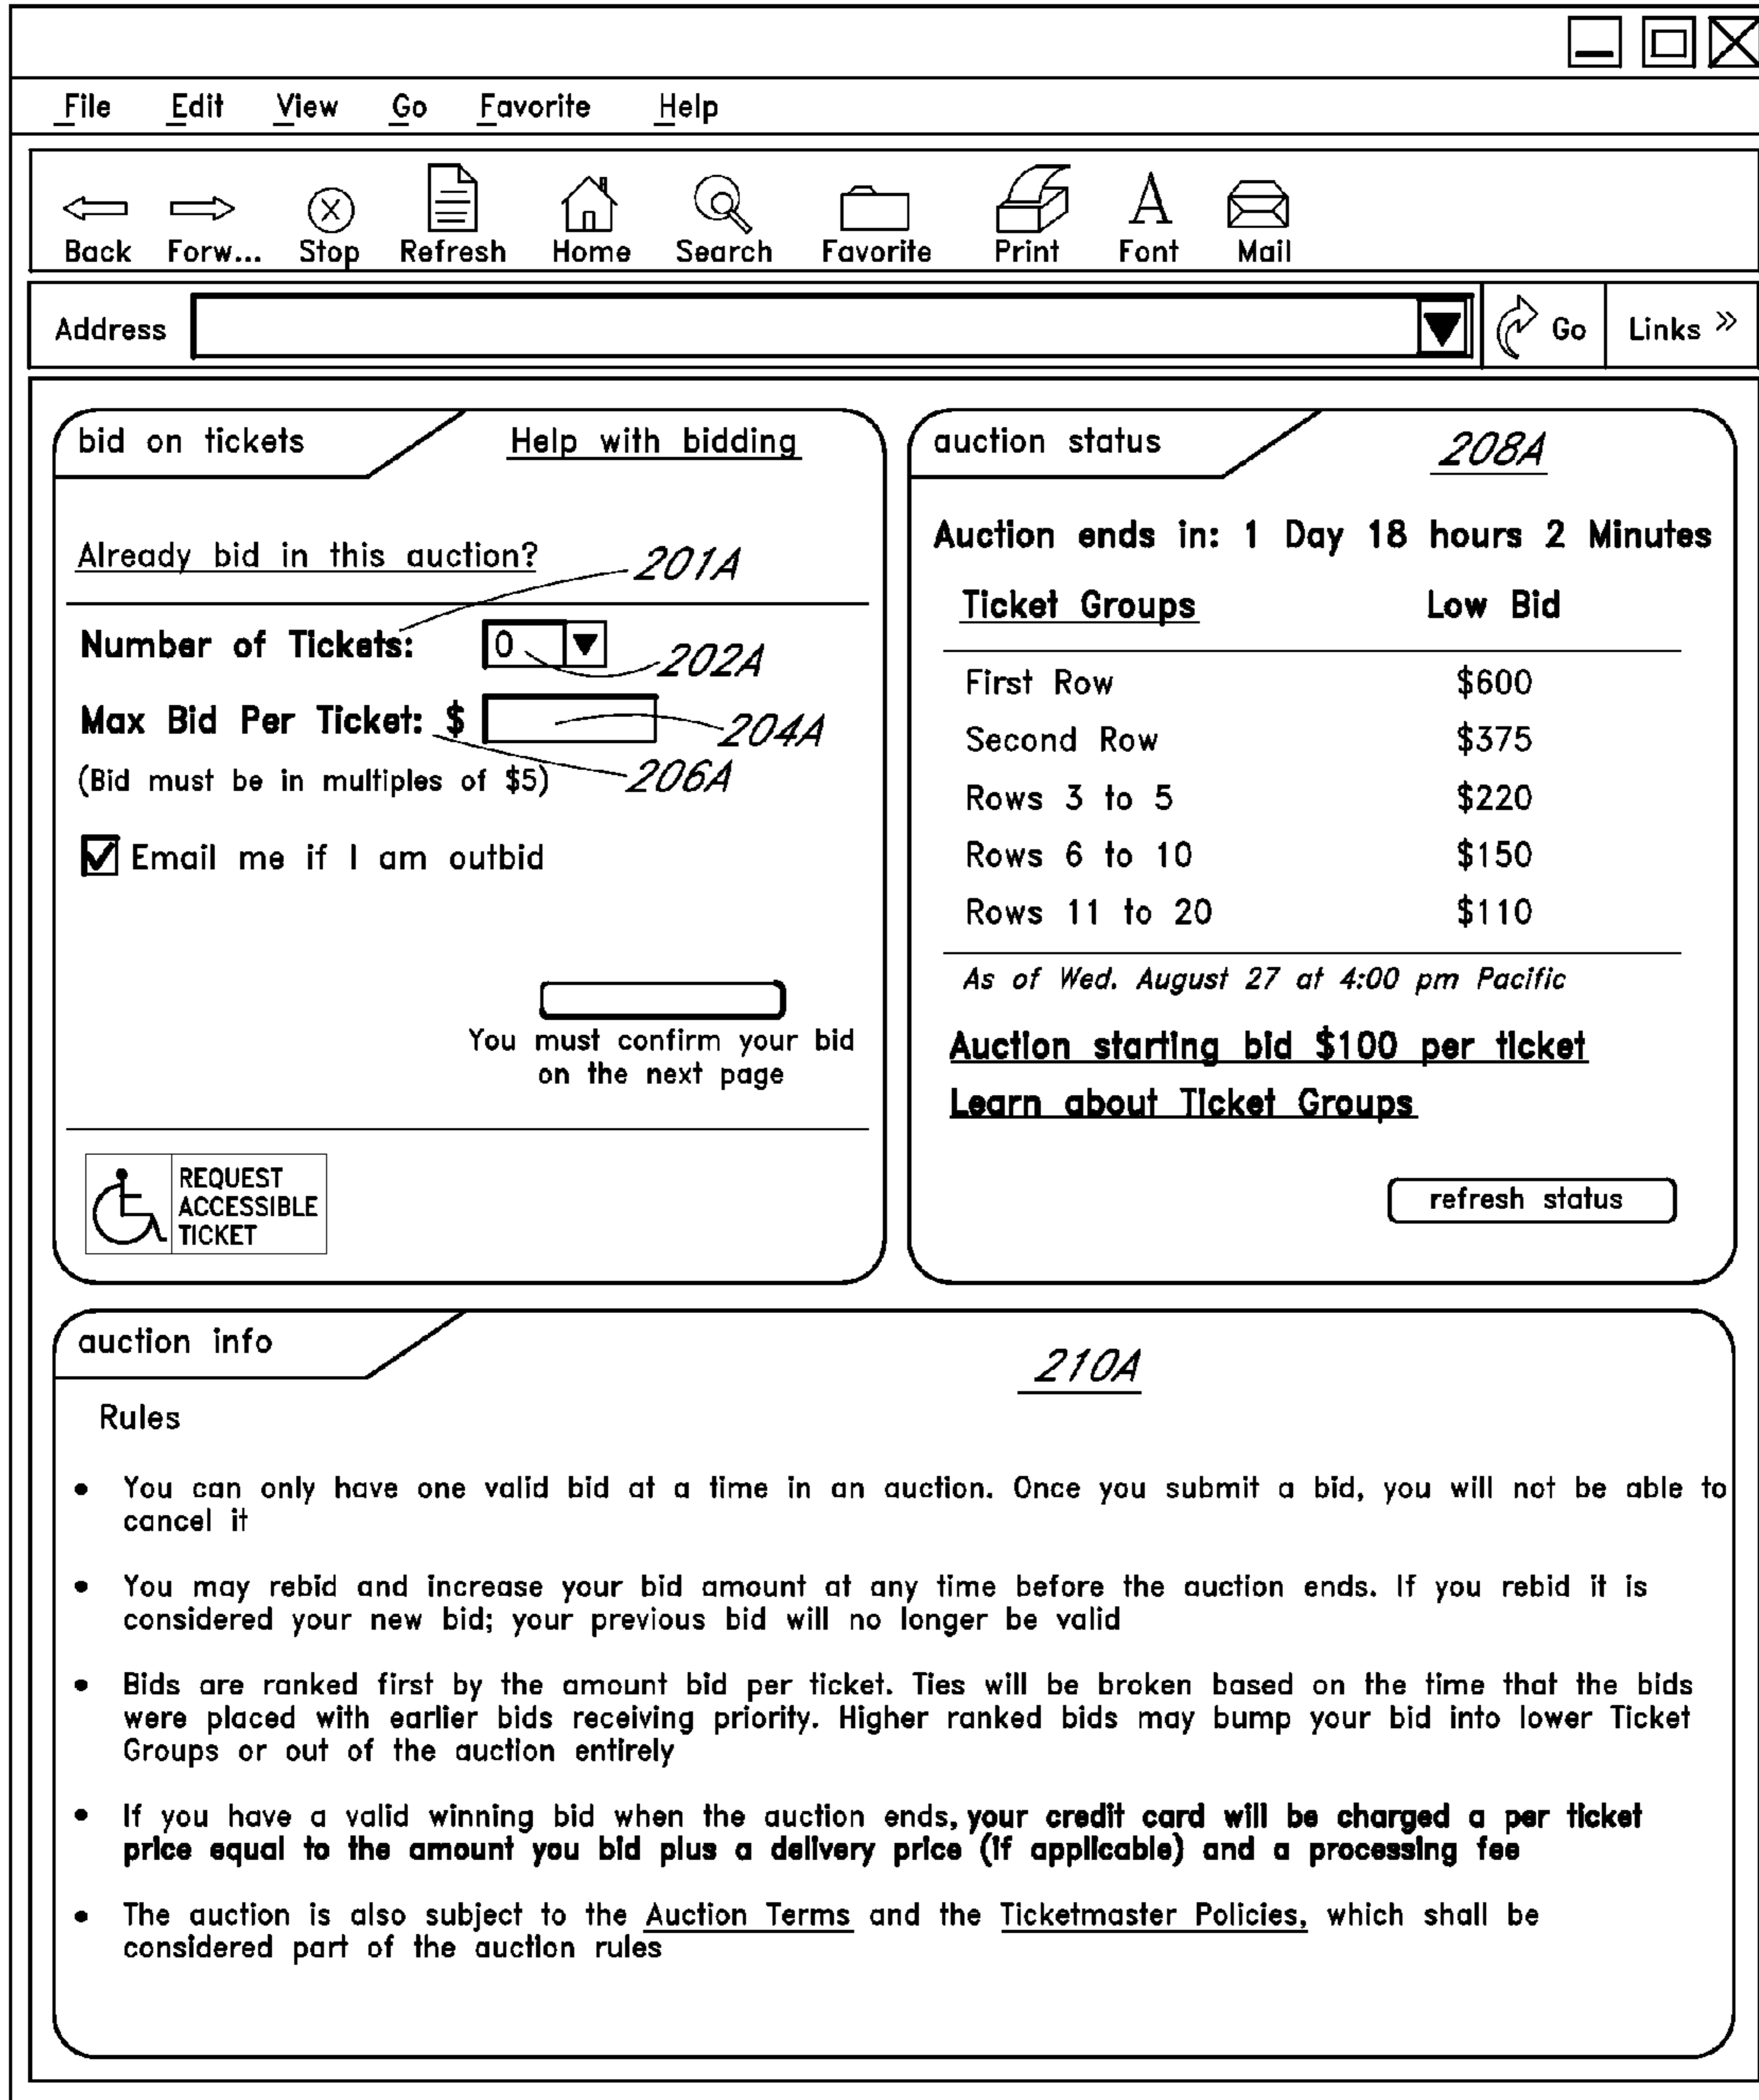 File Edit View Go Favorite Help
Back Forw... Stop Refresh Home Search Favorite Print Font Mail
Address Go Links »
bid on tickets Help with bidding
Already bid in this auction? 201A
Number of Tickets: 0 202A
Max Bid Per Ticket: $ 204A
(Bid must be in multiples of $5) 206A
Email me if I am outbid
You must confirm your bid
on the next page
REQUEST
ACCESSIBLE
TICKET
auction status 208A
Auction ends in: 1 Day 18 hours 2 Minutes
Ticket Groups Low Bid
First Row $600
Second Row $375
Rows 3 to 5 $220
Rows 6 to 10 $150
Rows 11 to 20 $110
As of Wed. August 27 at 4:00 pm Pacific
Auction starting bid $100 per ticket
Learn about Ticket Groups
refresh status
auction info 210A
Rules
• You can only have one valid bid at a time in an auction. Once you submit a bid, you will not be able to
cancel it
• You may rebid and increase your bid amount at any time before the auction ends. If you rebid it is
considered your new bid; your previous bid will no longer be valid
• Bids are ranked first by the amount bid per ticket. Ties will be broken based on the time that the bids
were placed with earlier bids receiving priority. Higher ranked bids may bump your bid into lower Ticket
Groups or out of the auction entirely
• If you have a valid winning bid when the auction ends, your credit card will be charged a per ticket
price equal to the amount you bid plus a delivery price (if applicable) and a processing fee
• The auction is also subject to the Auction Terms and the Ticketmaster Policies, which shall be
considered part of the auction rules